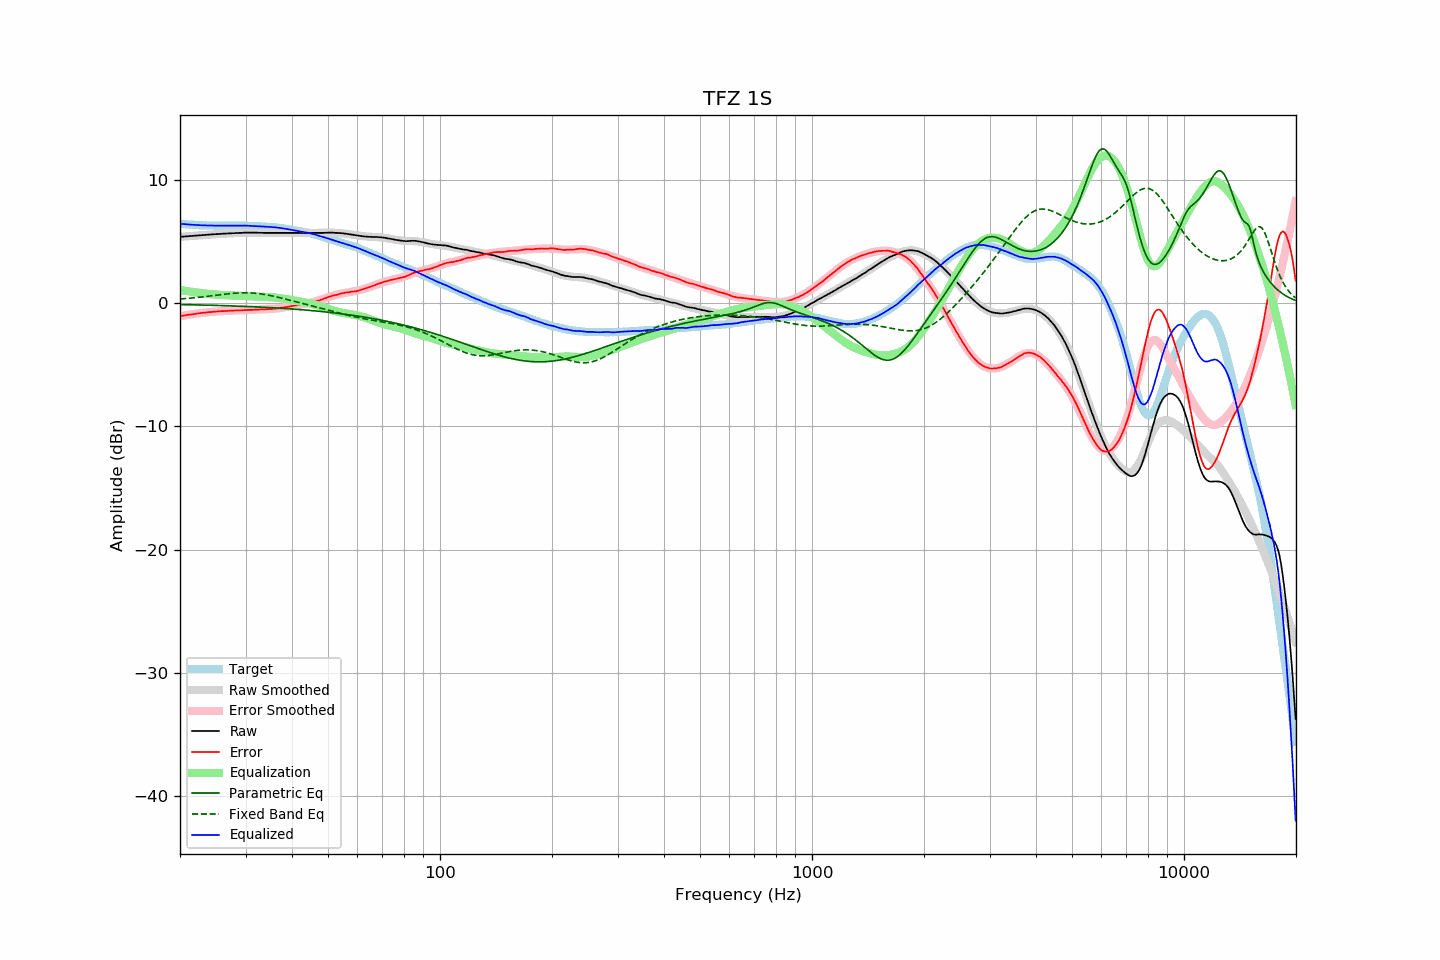 TFZ 1S
10
0
−10
−20
−30
−40
Amplitude (dBr)
Target
Raw Smoothed
Error Smoothed
Raw
Error
Equalization
Parametric Eq
Fixed Band Eq
Equalized
100 1000 10000
Frequency (Hz)